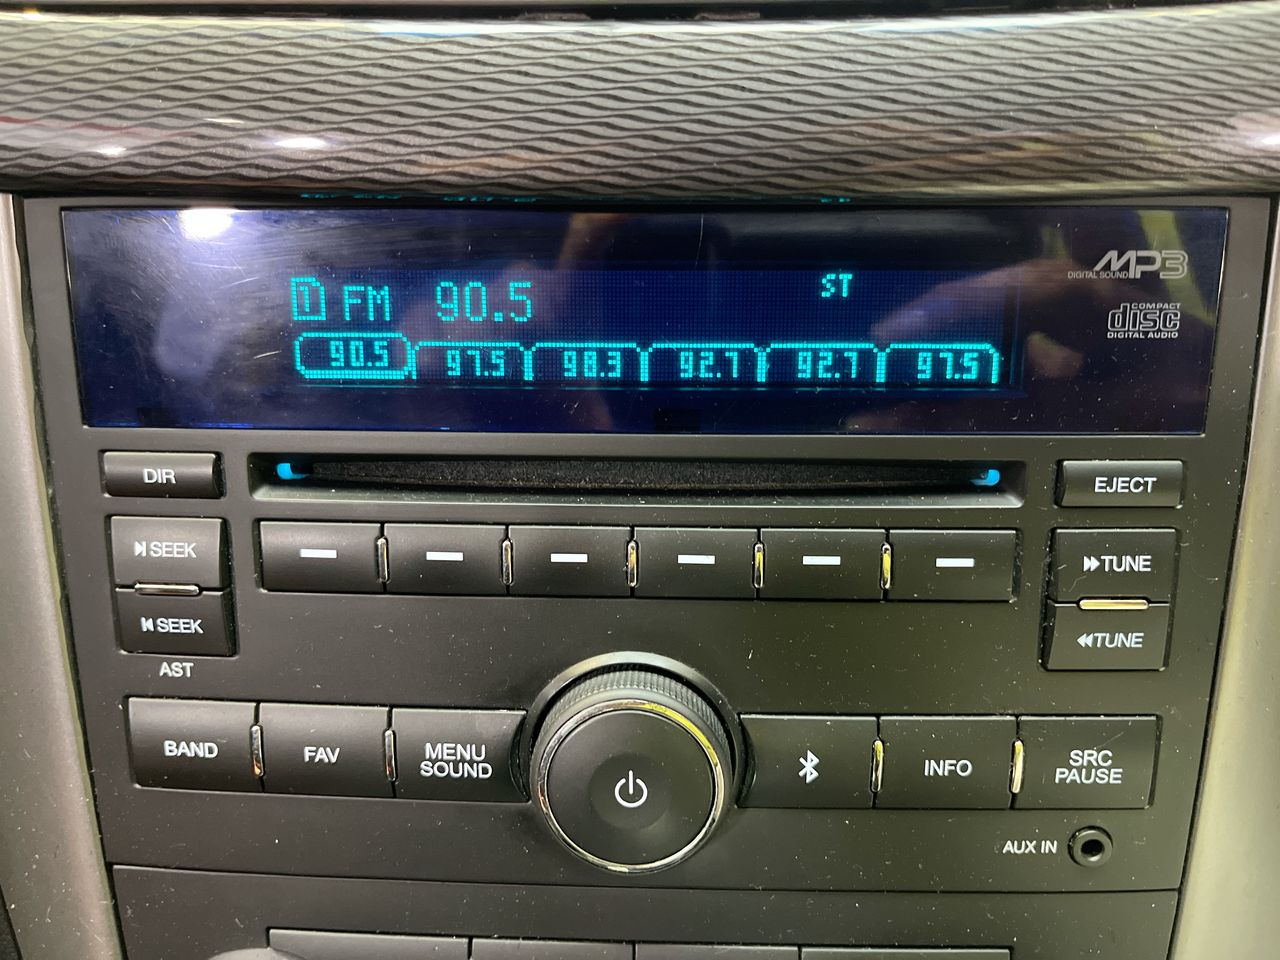 MP3
DIGITAL SOUND
1 FM 90.5 ST
COMPACT
disc
DIGITAL AUDIO
90.5 97.5 98.3 92.7 92.7 97.5
DIR
EJECT
SEEK
TUNE
SEEK
TUNE
AST
BAND
FAV
MENU
SOUND
INFO
SRC
PAUSE
AUX IN